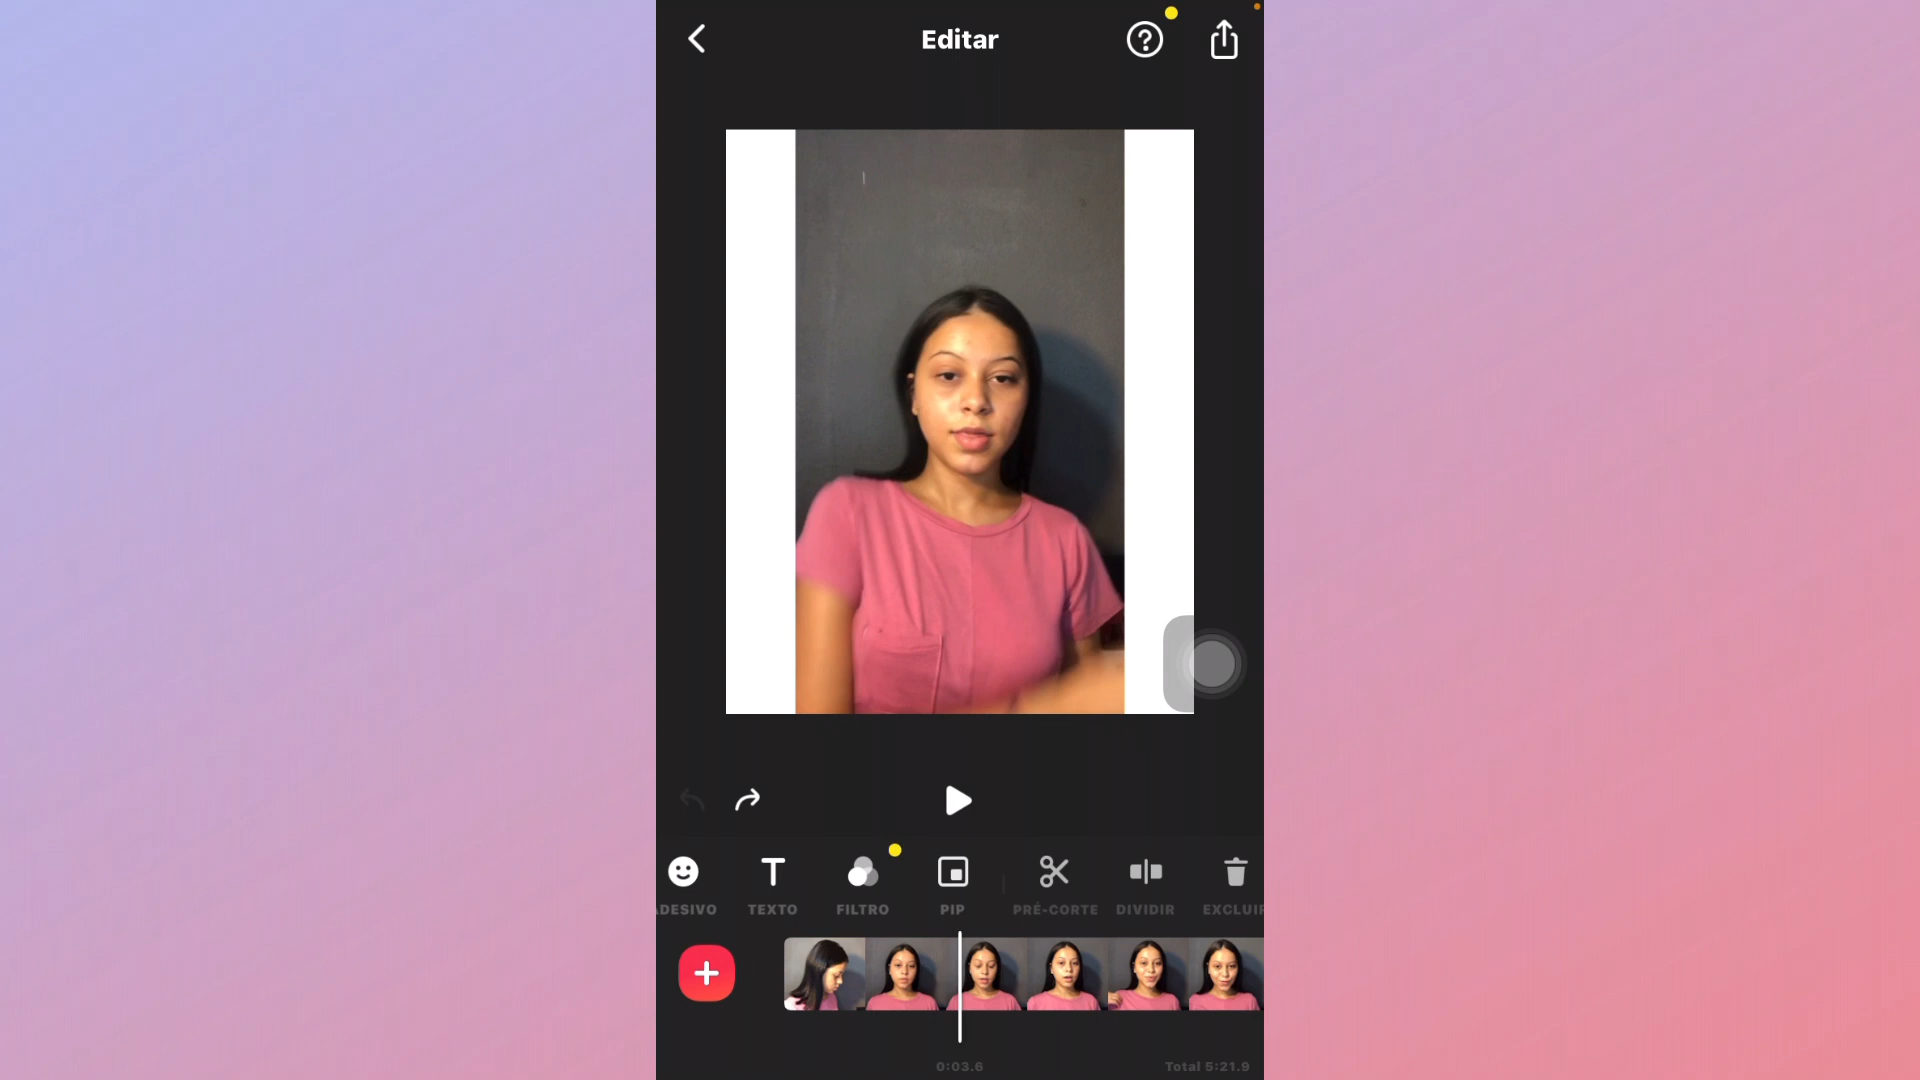 Editar
ADESIVO TEXTO FILTRO PIP PRÉ-CORTE DIVIDIR EXCLUIR
0:03.6 Total 5:21.9